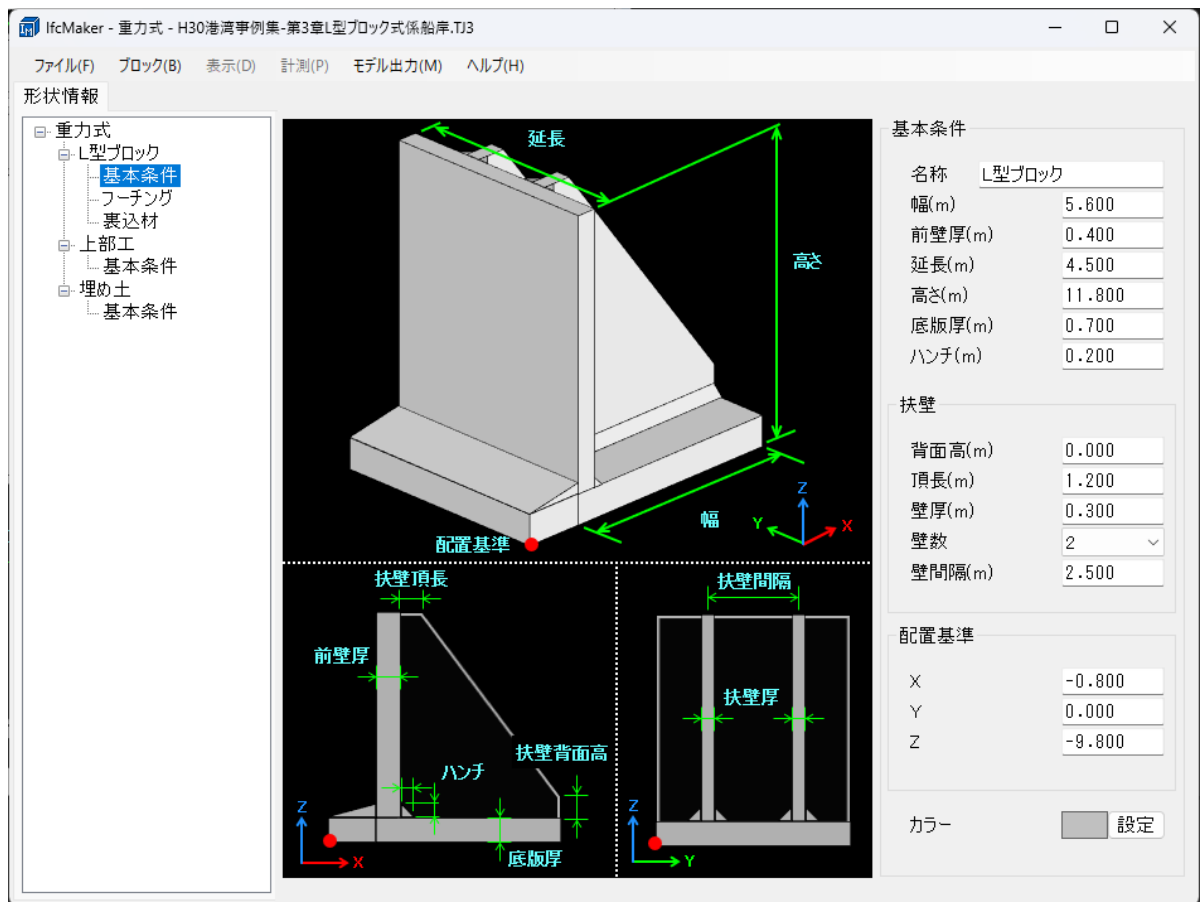 IfcMaker - 重力式 - H30港湾事例集-第3章L型ブロック式係船岸.TJ3
ファイル(F) ブロック(B) 表示(D) 計測(P) モデル出力(M) ヘルプ(H)
形状情報
重力式
L型ブロック
基本条件
フーチング
裏込材
上部工
基本条件
埋め土
基本条件
延長
高さ
幅
配置基準
Z
Y
X
扶壁頂長
前壁厚
ハンチ
扶壁背面高
底版厚
Z
X
扶壁間隔
扶壁厚
Z
Y
基本条件
名称 L型ブロック
幅(m) 5.600
前壁厚(m) 0.400
延長(m) 4.500
高さ(m) 11.800
底版厚(m) 0.700
ハンチ(m) 0.200
扶壁
背面高(m) 0.000
頂長(m) 1.200
壁厚(m) 0.300
壁数 2
壁間隔(m) 2.500
配置基準
X -0.800
Y 0.000
Z -9.800
カラー 設定